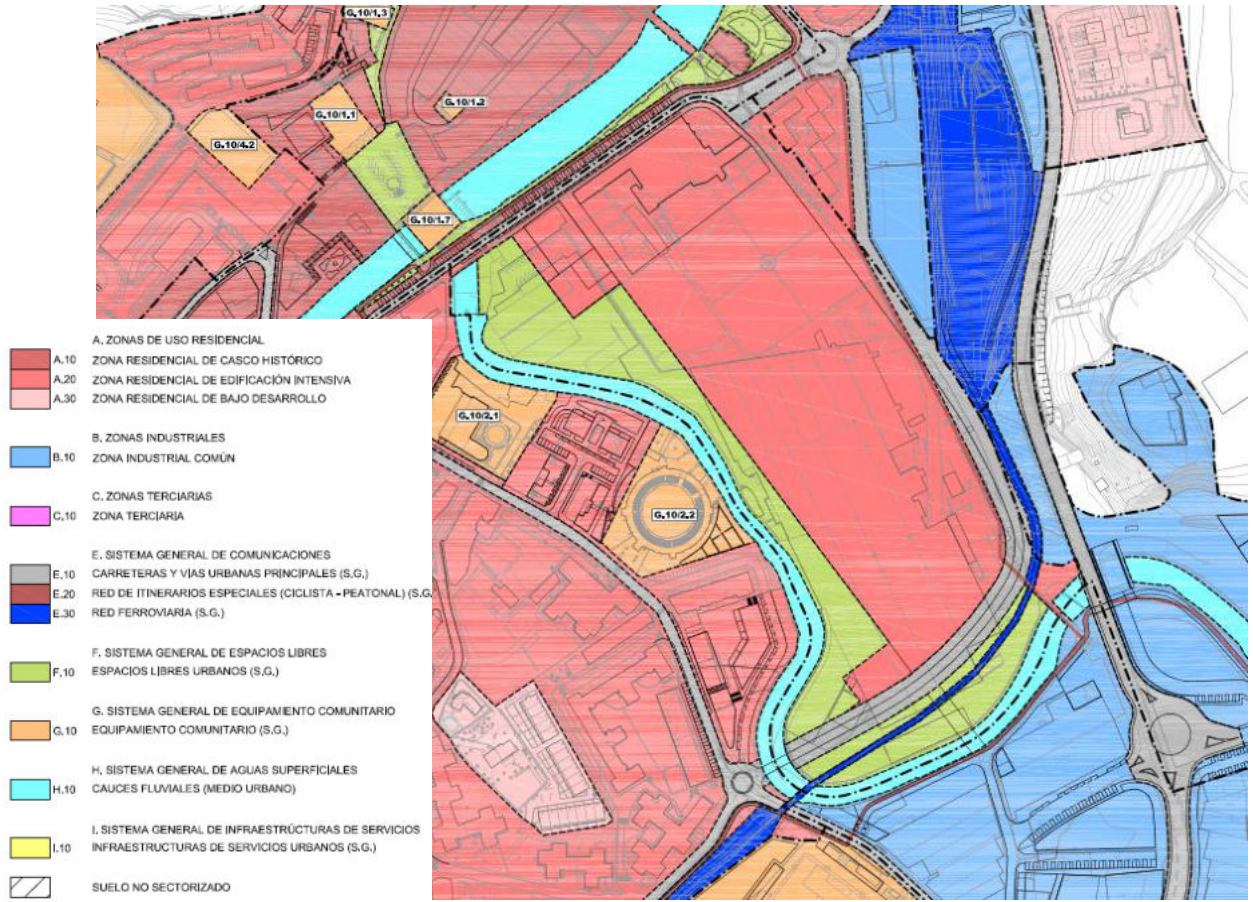 G.10/1.3
G.10/1.2
G.10/1.1
G.10/4.2
G.10/1.7
G.10/2.1
G.10/2.2
A. ZONAS DE USO RESIDENCIAL
A.10 ZONA RESIDENCIAL DE CASCO HISTÓRICO
A.20 ZONA RESIDENCIAL DE EDIFICACIÓN INTENSIVA
A.30 ZONA RESIDENCIAL DE BAJO DESARROLLO
B. ZONAS INDUSTRIALES
B.10 ZONA INDUSTRIAL COMÚN
C. ZONAS TERCIARIAS
C.10 ZONA TERCIARIA
E. SISTEMA GENERAL DE COMUNICACIONES
E.10 CARRETERAS Y VÍAS URBANAS PRINCIPALES (S.G.)
E.20 RED DE ITINERARIOS ESPECIALES (CICLISTA - PEATONAL) (S.G.
E.30 RED FERROVIARIA (S.G.)
F. SISTEMA GENERAL DE ESPACIOS LIBRES
F.10 ESPACIOS LIBRES URBANOS (S.G.)
G. SISTEMA GENERAL DE EQUIPAMIENTO COMUNITARIO
G.10 EQUIPAMIENTO COMUNITARIO (S.G.)
H. SISTEMA GENERAL DE AGUAS SUPERFICIALES
H.10 CAUCES FLUVIALES (MEDIO URBANO)
I. SISTEMA GENERAL DE INFRAESTRÚCTURAS DE SERVICIOS
I.10 INFRAESTRUCTURAS DE SERVICIOS URBANOS (S.G.)
SUELO NO SECTORIZADO